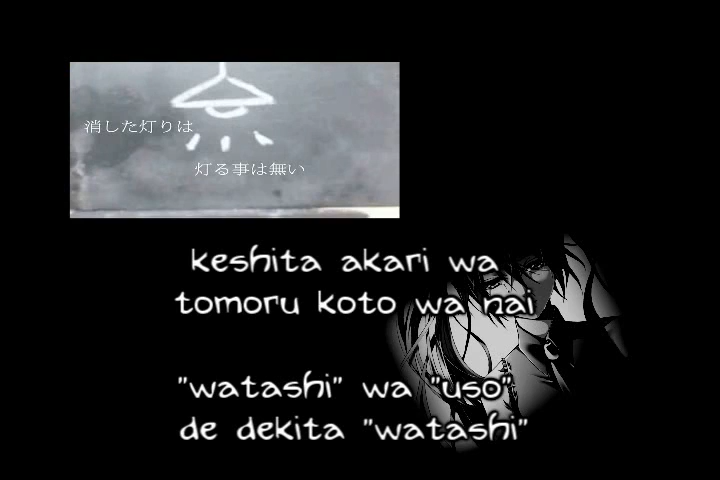 消した灯りは
灯る事は無い
keshita akari wa
tomoru koto wa nai
"watashi" wa "uso"
de dekita "watashi"